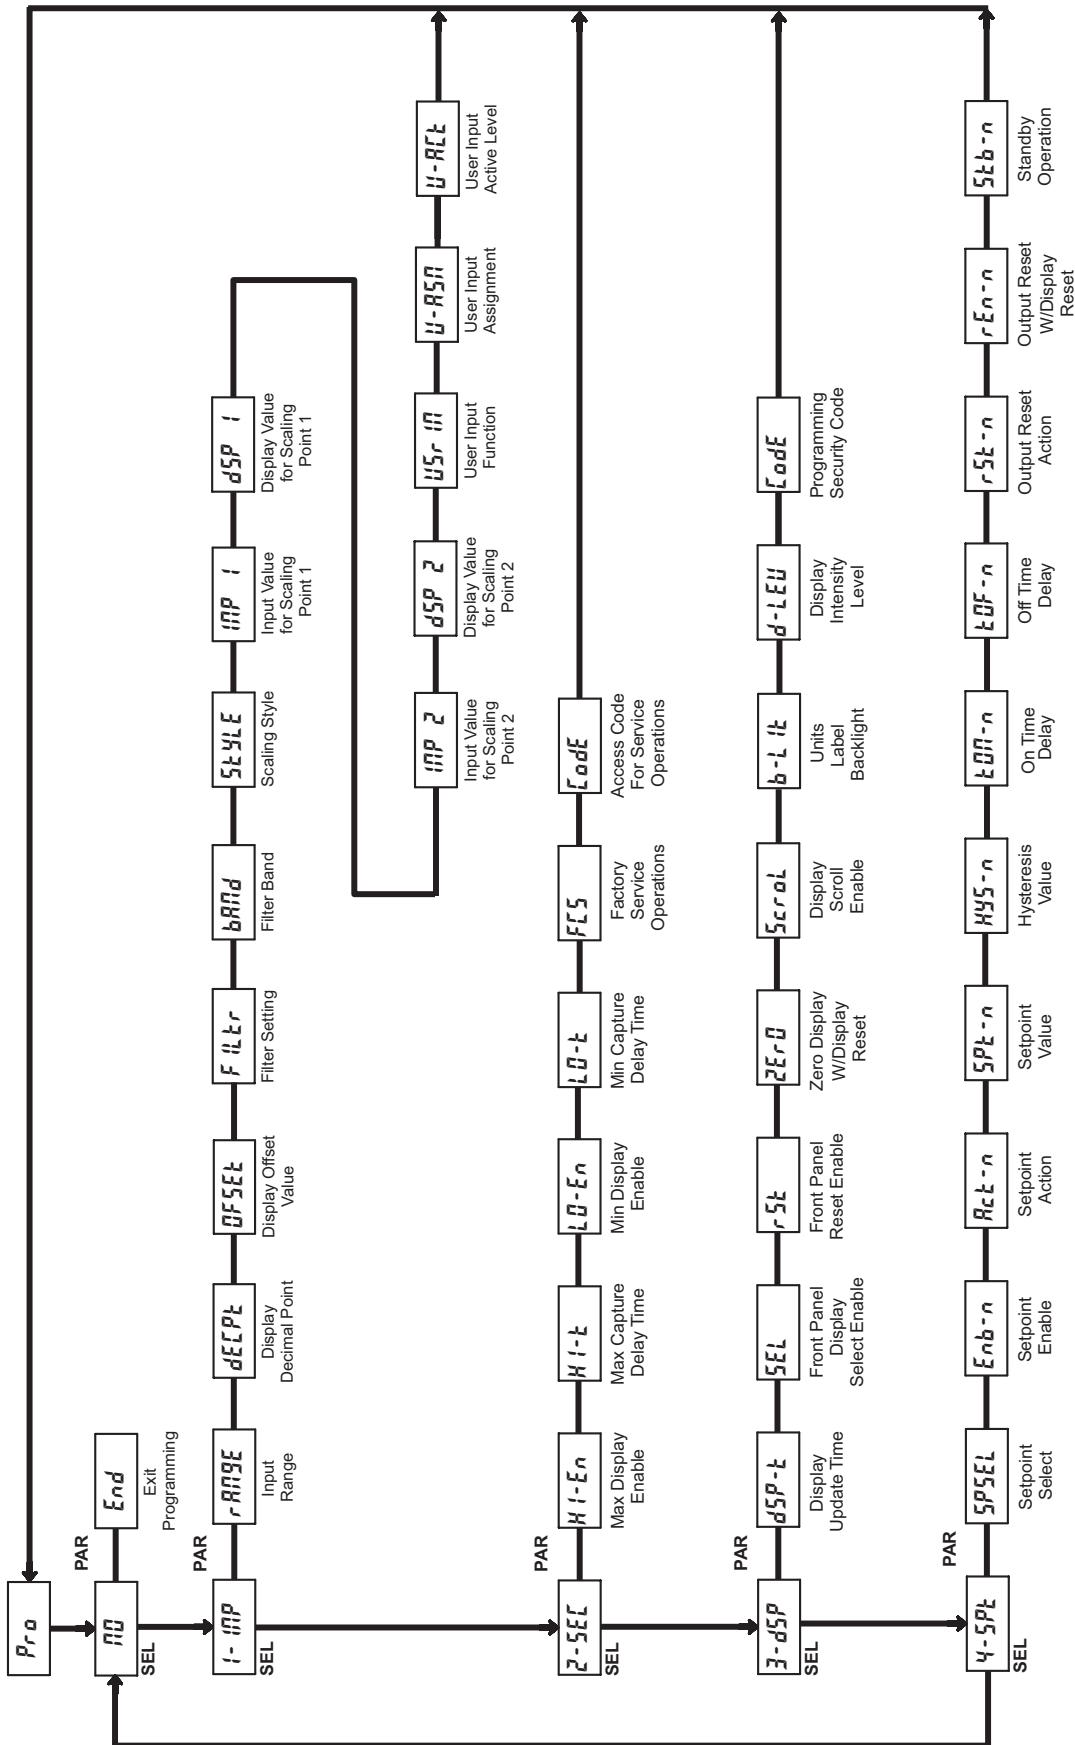 Pro
NO
SEL
PAR
End
Exit
Programming
1-INP
SEL
PAR
rANGE
Input
Range
dECPt
Display
Decimal Point
OFSEt
Display Offset
Value
FILtr
Filter Setting
bANd
Filter Band
StYLE
Scaling Style
INP 1
Input Value
for Scaling
Point 1
dSP 1
Display Value
for Scaling
Point 1
INP 2
Input Value
for Scaling
Point 2
dSP 2
Display Value
for Scaling
Point 2
USrIN
User Input
Function
U-ASN
User Input
Assignment
U-ACt
User Input
Active Level
2-SEC
SEL
PAR
HI-En
Max Display
Enable
HI-t
Max Capture
Delay Time
LO-En
Min Display
Enable
LO-t
Min Capture
Delay Time
FCS
Factory
Service
Operations
CodE
Access Code
For Service
Operations
3-dSP
SEL
PAR
dSP-t
Display
Update Time
SEL
Front Panel
Display
Select Enable
rSt
Front Panel
Reset Enable
ZErO
Zero Display
W/Display
Reset
ScroL
Display
Scroll
Enable
b-LIt
Units
Label
Backlight
d-LEU
Display
Intensity
Level
CodE
Programming
Security Code
4-SPt
SEL
PAR
SPSEL
Setpoint
Select
Enb-n
Setpoint
Enable
Act-n
Setpoint
Action
SPt-n
Setpoint
Value
HYS-n
Hysteresis
Value
tON-n
On Time
Delay
tOF-n
Off Time
Delay
rSt-n
Output Reset
Action
rEn-n
Output Reset
W/Display
Reset
Stb-n
Standby
Operation